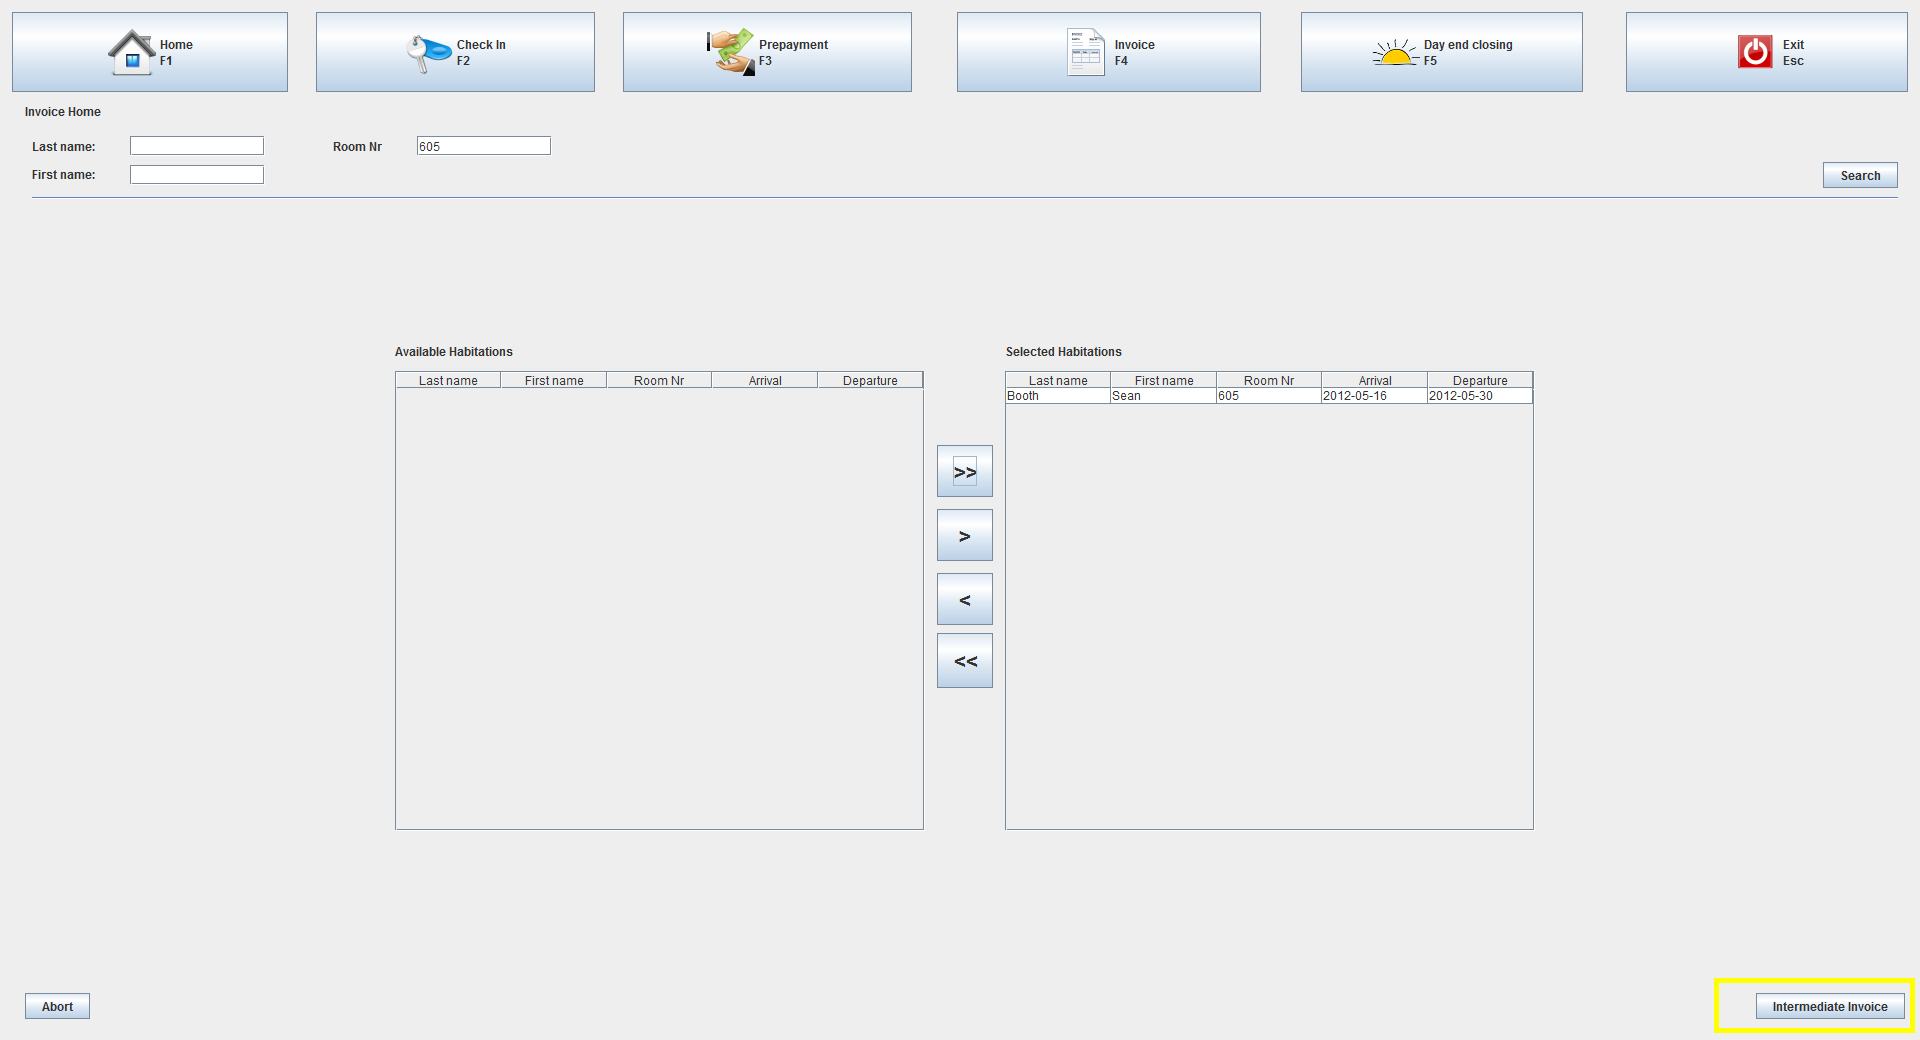 Home
F1
Check In
F2
Prepayment
F3
Invoice
F4
Day end closing
F5
Exit
Esc
Invoice Home
Last name:
Room Nr 605
First name:
Search
Available Habitations
Last name First name Room Nr Arrival Departure
Selected Habitations
Last name First name Room Nr Arrival Departure
Booth Sean 605 2012-05-16 2012-05-30
>>
>
<
<<
Abort
Intermediate Invoice